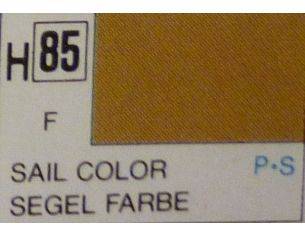 H 85
F
P•S
SAIL COLOR
SEGEL FARBE